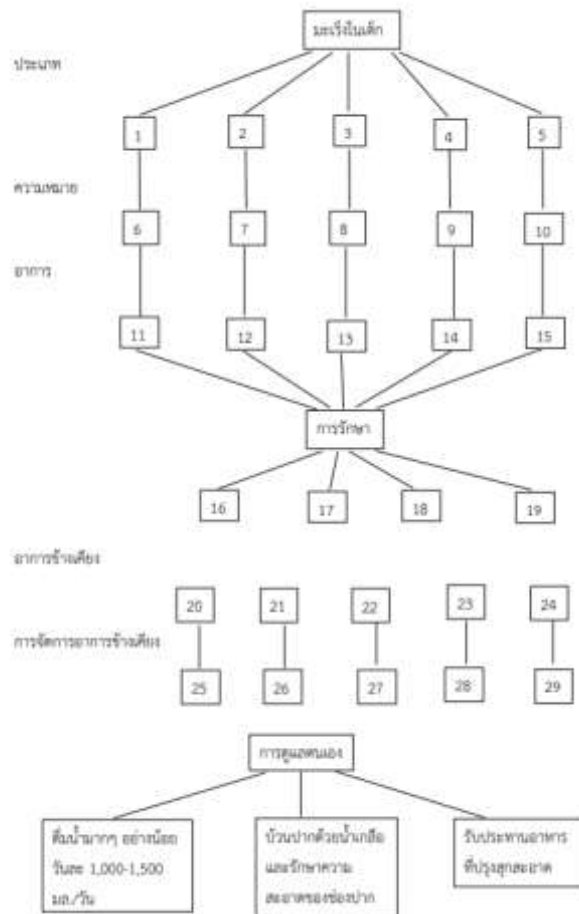 มะเร็งในเด็ก
ประเภท
1 2 3 4 5
ความหมาย
6 7 8 9 10
อาการ
11 12 13 14 15
การรักษา
16 17 18 19
อาการข้างเคียง
20 21 22 23 24
การจัดการอาการข้างเคียง
25 26 27 28 29
การดูแลตนเอง
ดื่มน้ำมากๆ อย่างน้อย
วันละ 1,000-1,500
มล./วัน
บ้วนปากด้วยน้ำเกลือ
และรักษาความ
สะอาดของช่องปาก
รับประทานอาหาร
ที่ปรุงสุกสะอาด